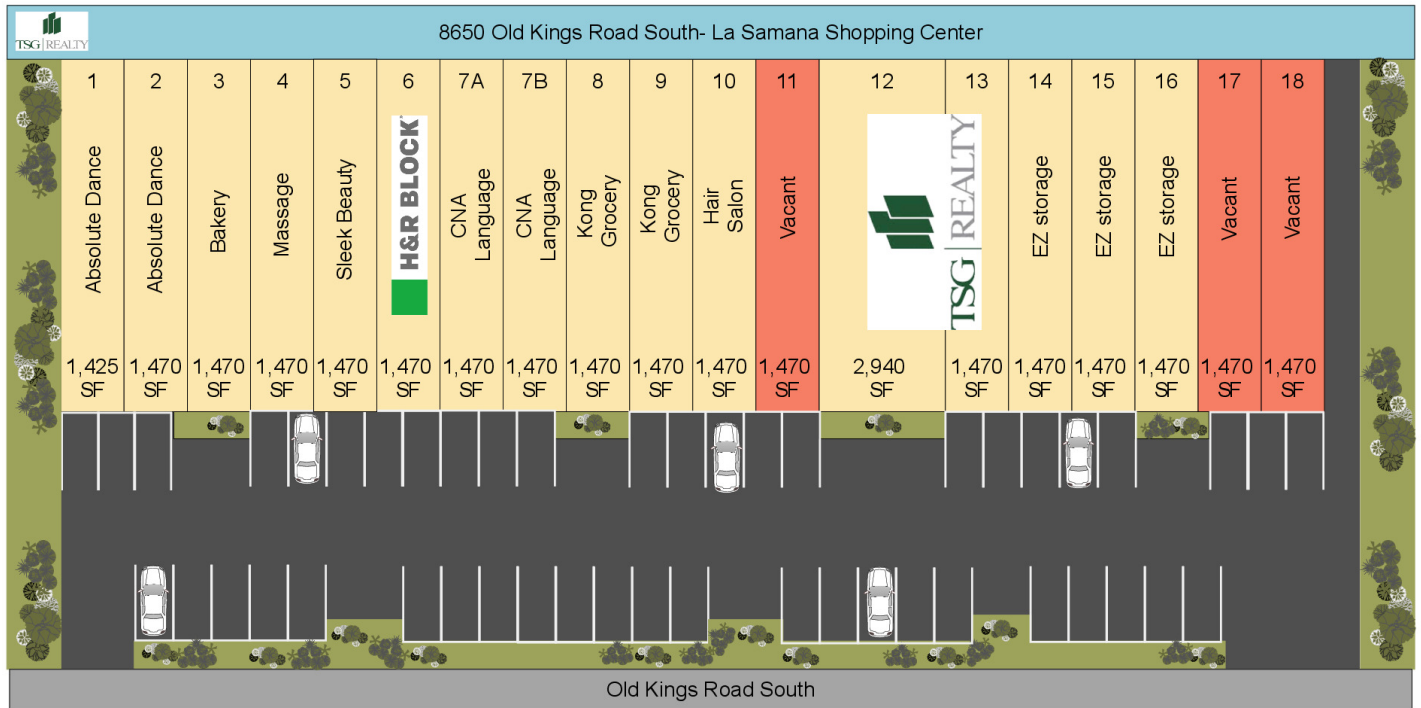 TSG REALTY
8650 Old Kings Road South- La Samana Shopping Center
1
2
3
4
5
6
7A
7B
8
9
10
11
12
13
14
15
16
17
18
Absolute Dance
Absolute Dance
Bakery
Massage
Sleek Beauty
H&R BLOCK
CNA
Language
CNA
Language
Kong
Grocery
Kong
Grocery
Hair
Salon
Vacant
TSG REALTY
EZ storage
EZ storage
EZ storage
Vacant
Vacant
1,425
SF
1,470
SF
1,470
SF
1,470
SF
1,470
SF
1,470
SF
1,470
SF
1,470
SF
1,470
SF
1,470
SF
1,470
SF
1,470
SF
2,940
SF
1,470
SF
1,470
SF
1,470
SF
1,470
SF
1,470
SF
1,470
SF
Old Kings Road South